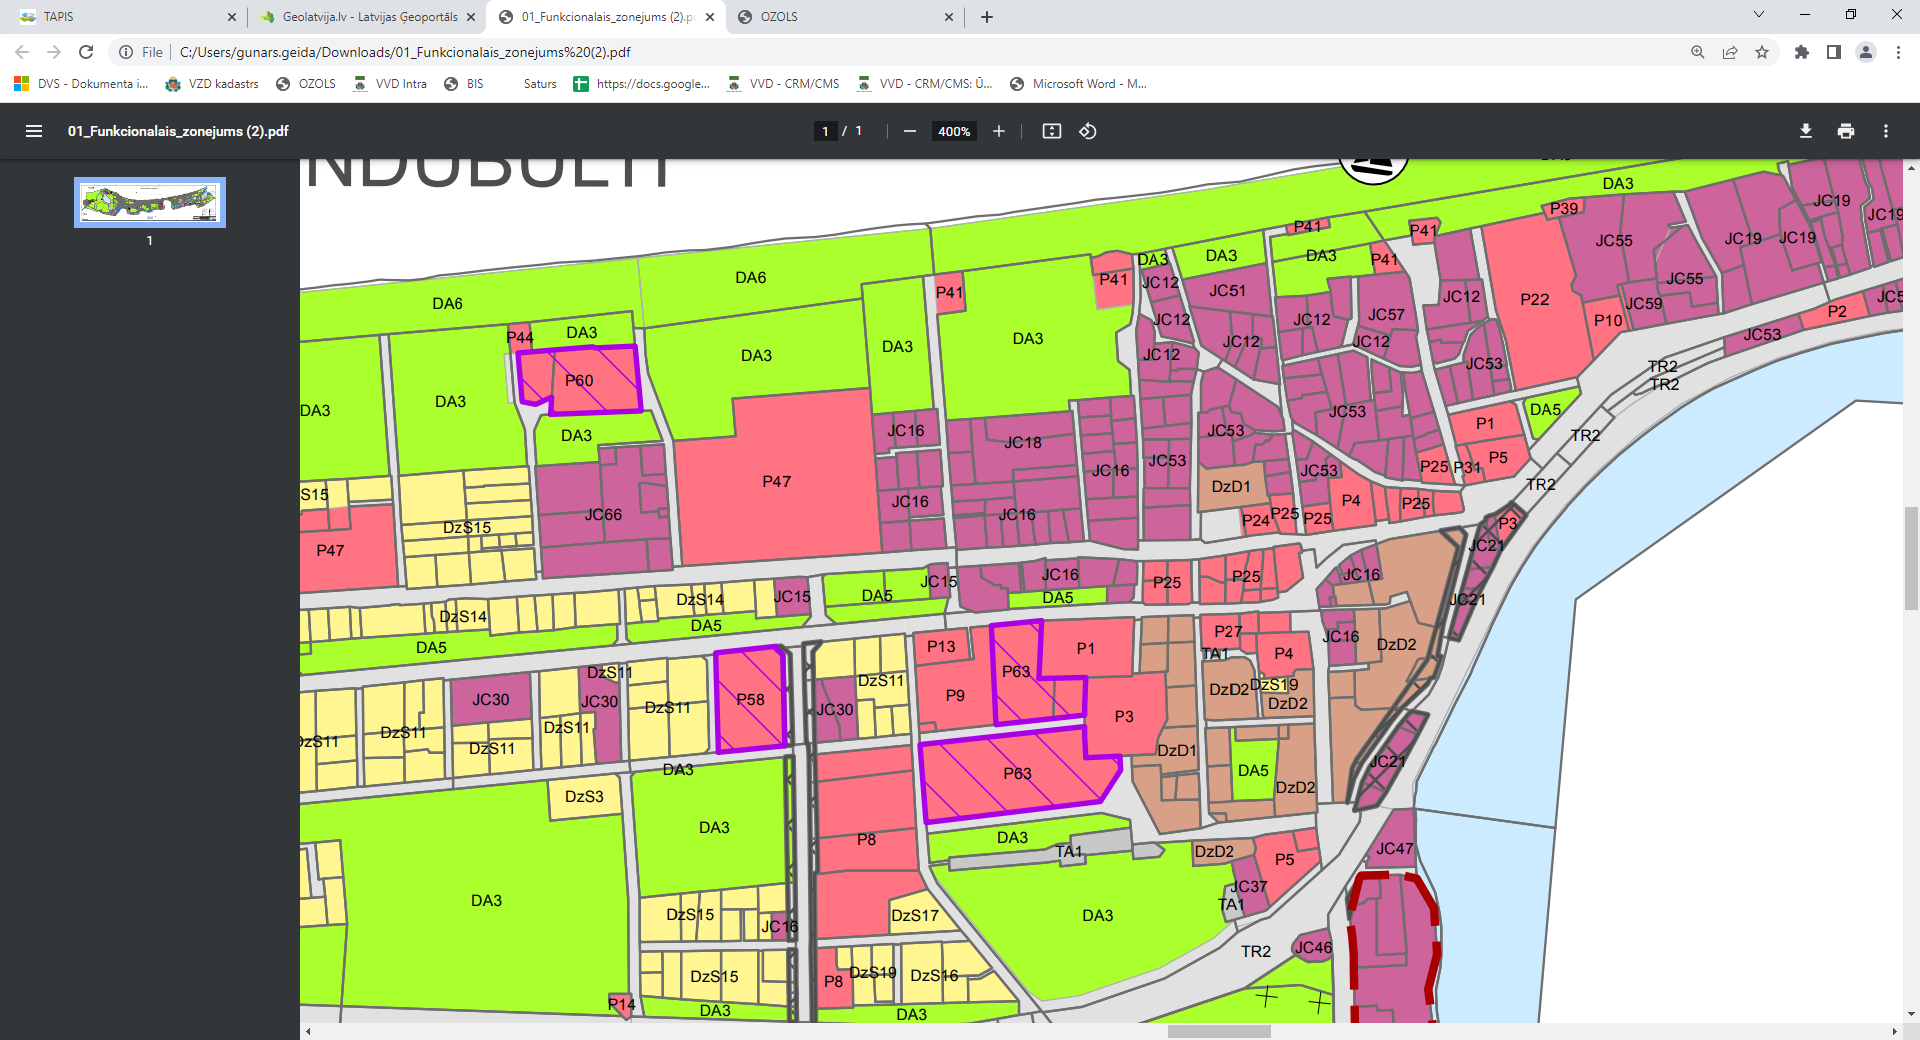 TAPIS
Geolatvija.lv - Latvijas Ģeoportāls
01_Funkcionalais_zonejums (2).p
OZOLS
File
C:/Users/gunars.geida/Downloads/01_Funkcionalais_zonejums%20(2).pdf
DVS - Dokumenta i...
VZD kadastrs
OZOLS
VVD Intra
BIS
Saturs
https://docs.google...
VVD - CRM/CMS
VVD - CRM/CMS: Ū...
Microsoft Word - M...
01_Funkcionalais_zonejums (2).pdf
1 / 1
400%
1
NDUBULTI
DA3
P39
JC19
JC19
P41
P41
JC55
JC19
JC19
DA3
DA3
DA3
P41
DA6
DA6
P41
P41
JC12
JC51
JC12
P22
JC55
DA6
JC12
JC12
JC57
P10
JC59
P2
JC5
P44
DA3
DA3
DA3
DA3
JC12
JC12
JC12
JC53
JC53
TR2
TR2
P60
DA3
DA3
DA3
JC16
JC18
JC53
JC53
P1
DA5
TR2
P47
JC16
JC16
JC53
JC53
P25
P31
P5
TR2
S15
DzS15
JC66
JC16
DzD1
P4
P25
P24
P25
P25
P3
P47
JC21
DzS14
DzS14
JC15
DA5
JC15
JC16
DA5
P25
P25
JC16
JC21
DA5
DA5
P13
P1
P27
TA1
P4
JC16
DzD2
DzS11
DzS11
P63
P9
DzD2
DzS19
DzD2
JC30
JC30
DzS11
P58
JC30
P3
DzS11
DzS11
DzS11
DzS11
DzD1
JC21
DA3
P63
DA5
DzD2
DzS3
DA3
P8
DA3
TA1
DzD2
P5
JC47
DA3
JC37
TA1
DzS15
JC16
DzS17
DA3
TR2
JC46
DzS15
P8
DzS19
DzS16
P14
DA3
DA3